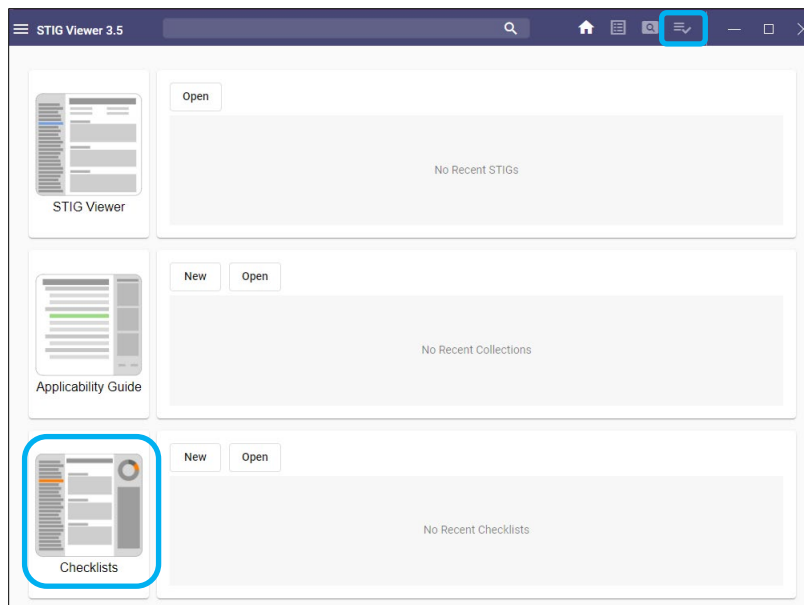 STIG Viewer 3.5
Open
No Recent STIGs
STIG Viewer
New Open
No Recent Collections
Applicability Guide
New Open
No Recent Checklists
Checklists